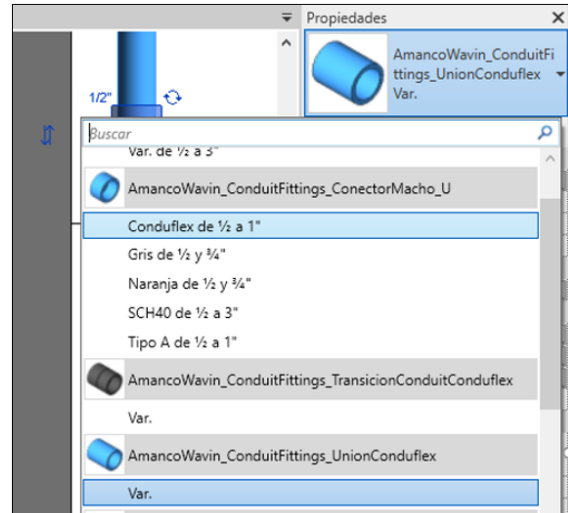 Propiedades
AmancoWavin_ConduitFi
ttings_UnionConduflex
Var.
1/2"
Buscar
Var. de ½ a 3"
AmancoWavin_ConduitFittings_ConectorMacho_U
Conduflex de ½ a 1"
Gris de ½ y ¾"
Naranja de ½ y ¾"
SCH40 de ½ a 3"
Tipo A de ½ a 1"
AmancoWavin_ConduitFittings_TransicionConduitConduflex
Var.
AmancoWavin_ConduitFittings_UnionConduflex
Var.